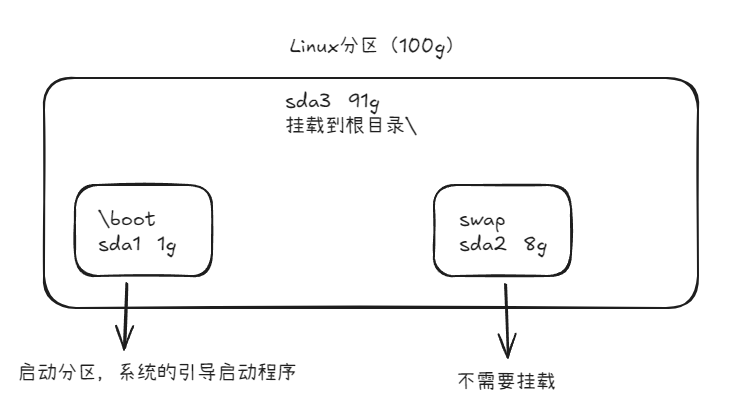 Linux分区（100g）
sda3 91g
挂载到根目录\
\boot
sda1 1g
swap
sda2 8g
启动分区，系统的引导启动程序
不需要挂载